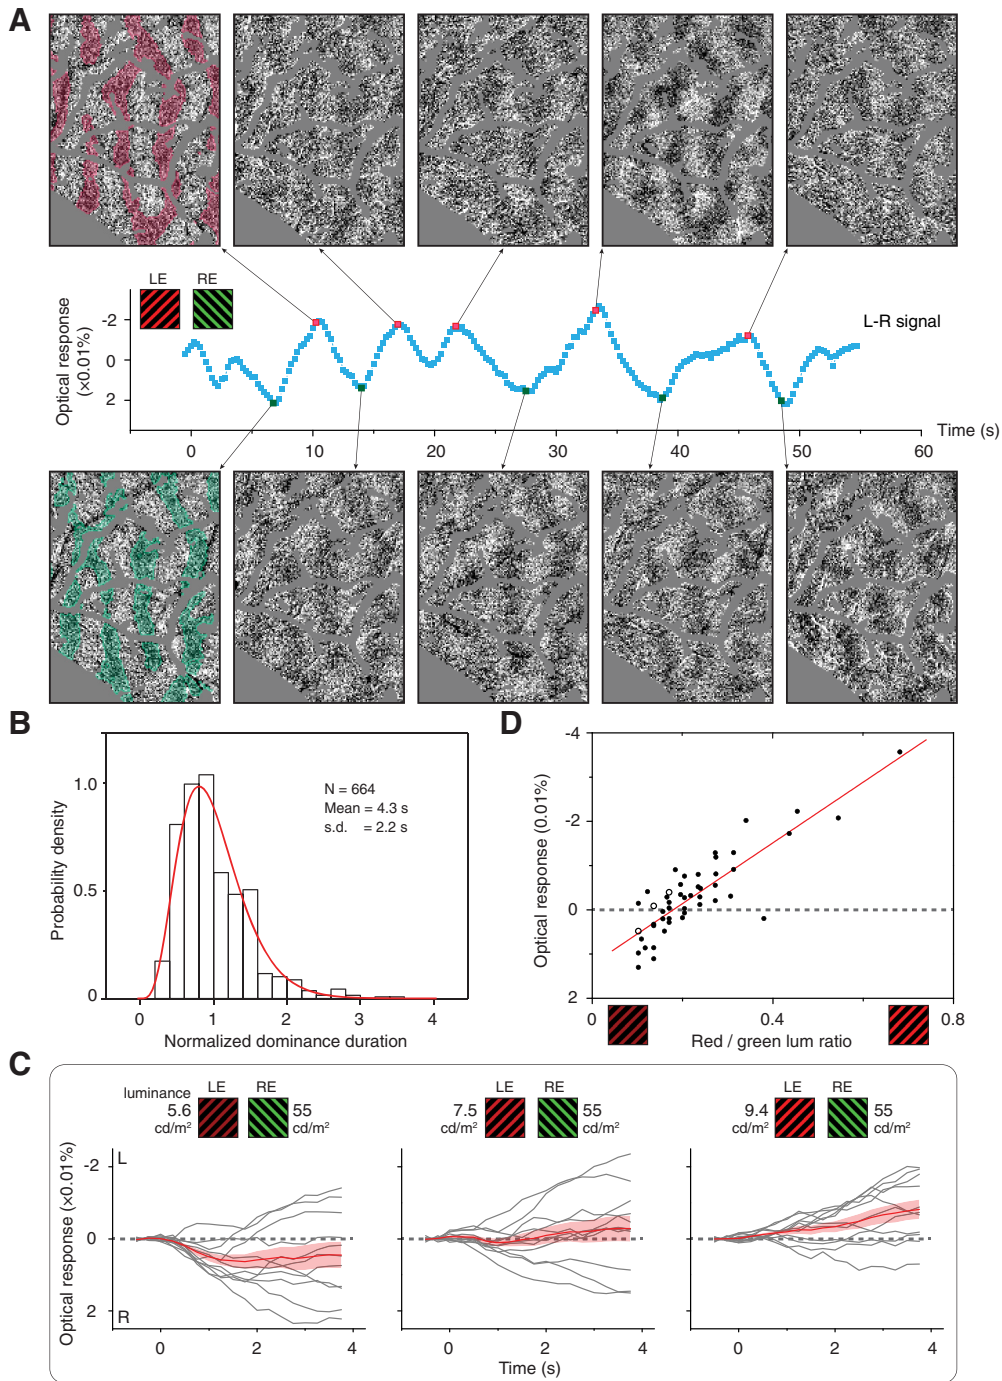 A
LE RE
L-R signal
Optical response
(×0.01%)
-2
0
2
Time (s)
0 10 20 30 40 50 60
B
Probability density
1.0
0.5
0
N = 664
Mean = 4.3 s
s.d. = 2.2 s
0 1 2 3 4
Normalized dominance duration
D
Optical response (0.01%)
-4
-2
0
2
0 0.4 0.8
Red / green lum ratio
C
luminance
5.6
cd/m²
LE RE
55
cd/m²
7.5
cd/m²
LE RE
55
cd/m²
9.4
cd/m²
LE RE
55
cd/m²
Optical response (×0.01%)
-2
0
2
L
R
0 2 4
0 2 4
0 2 4
Time (s)